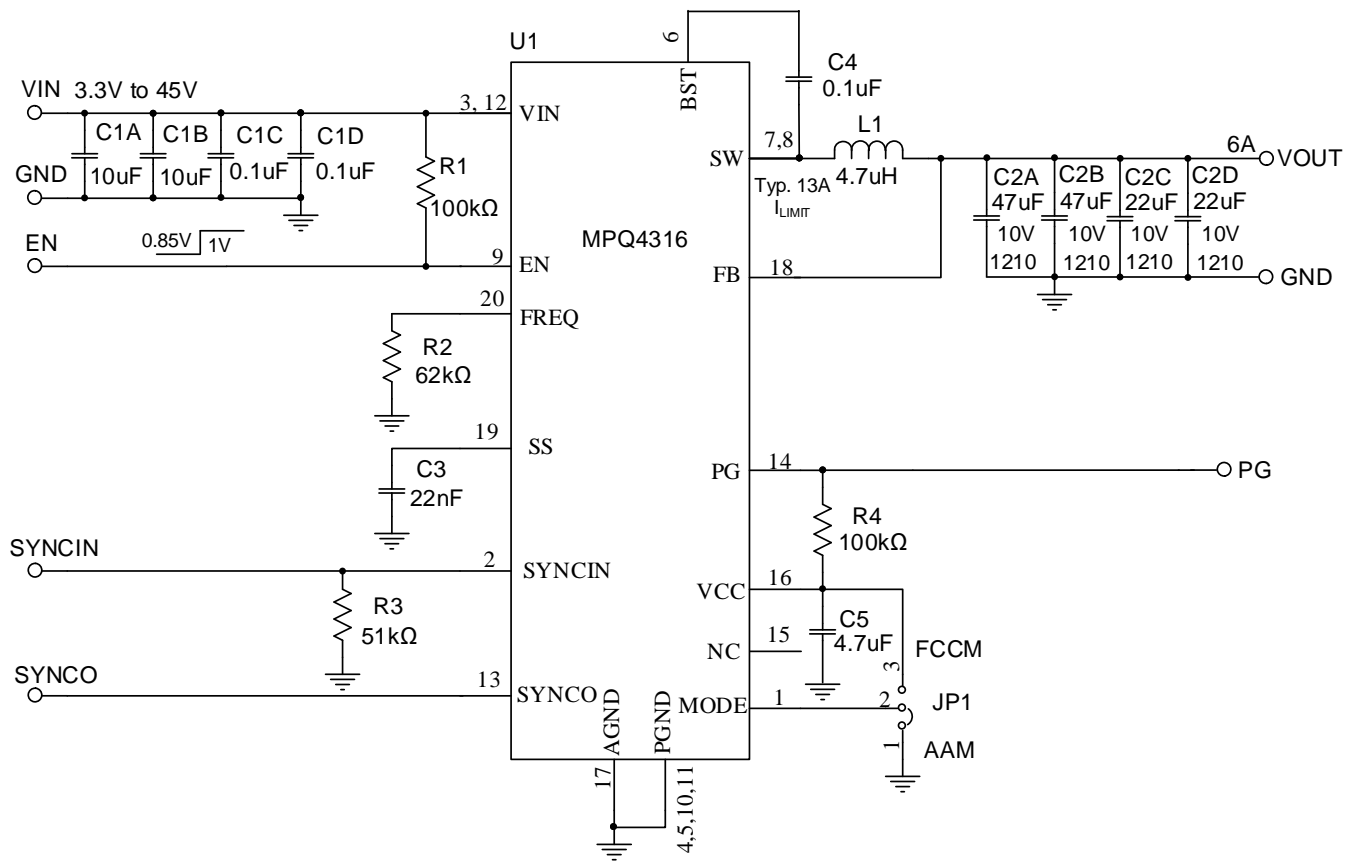 U1
VIN 3.3V to 45V
3, 12
VIN
C1A
10uF
C1B
10uF
C1C
0.1uF
C1D
0.1uF
GND
R1
100kΩ
EN
0.85V
1V
9
EN
20
FREQ
R2
62kΩ
19
SS
C3
22nF
SYNCIN
2
SYNCIN
R3
51kΩ
SYNCO
13
SYNCO
MPQ4316
6
BST
C4
0.1uF
SW
7,8
L1
4.7uH
Typ. 13A
ILIMIT
6A
VOUT
C2A
47uF
10V
1210
C2B
47uF
10V
1210
C2C
22uF
10V
1210
C2D
22uF
10V
1210
FB
18
GND
PG
14
PG
R4
100kΩ
VCC
16
C5
4.7uF
NC
15
FCCM
3
MODE
1
2
JP1
1
AAM
AGND
PGND
17
4,5,10,11